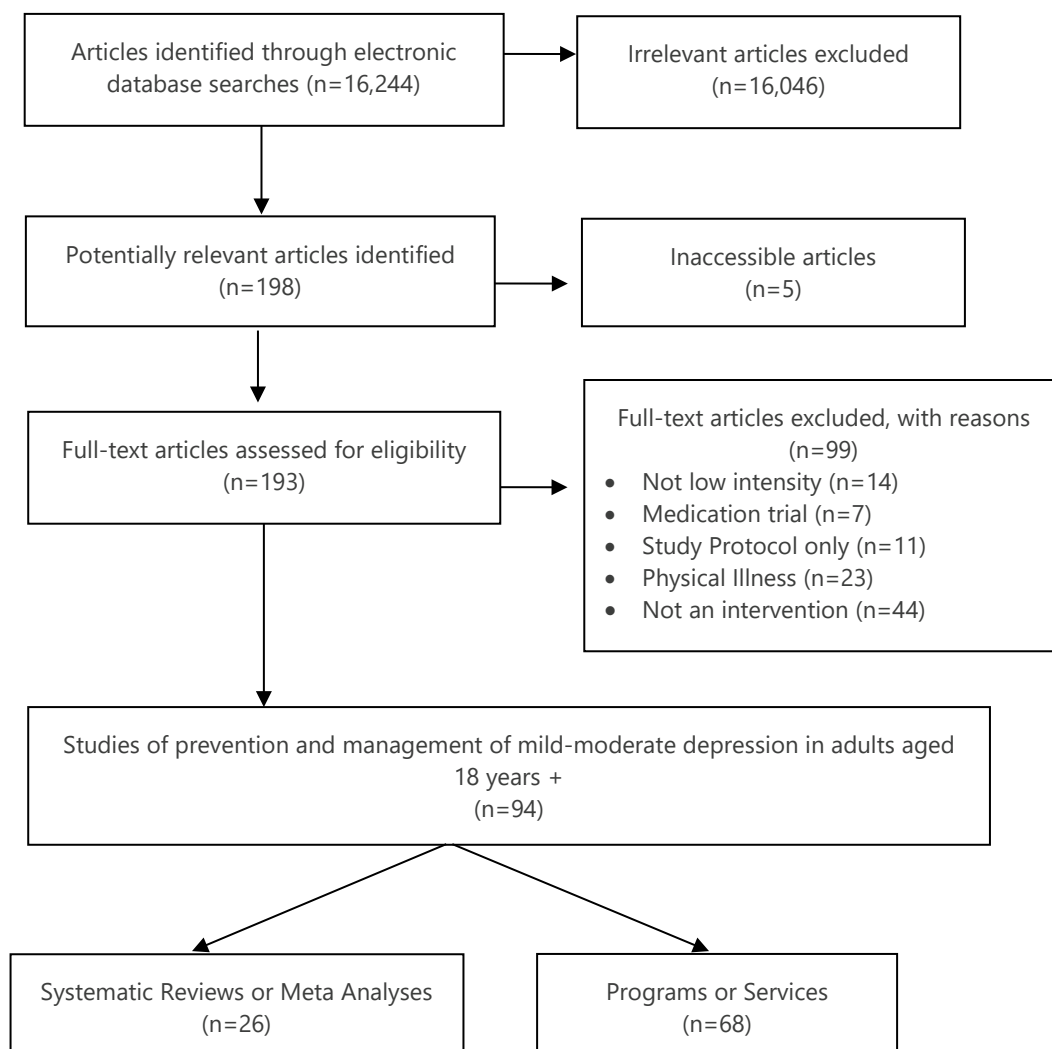 Articles identified through electronic
database searches (n=16,244)
Irrelevant articles excluded
(n=16,046)
Potentially relevant articles identified
(n=198)
Inaccessible articles
(n=5)
Full-text articles assessed for eligibility
(n=193)
Full-text articles excluded, with reasons
(n=99)
• Not low intensity (n=14)
• Medication trial (n=7)
• Study Protocol only (n=11)
• Physical Illness (n=23)
• Not an intervention (n=44)
Studies of prevention and management of mild-moderate depression in adults aged
18 years +
(n=94)
Systematic Reviews or Meta Analyses
(n=26)
Programs or Services
(n=68)